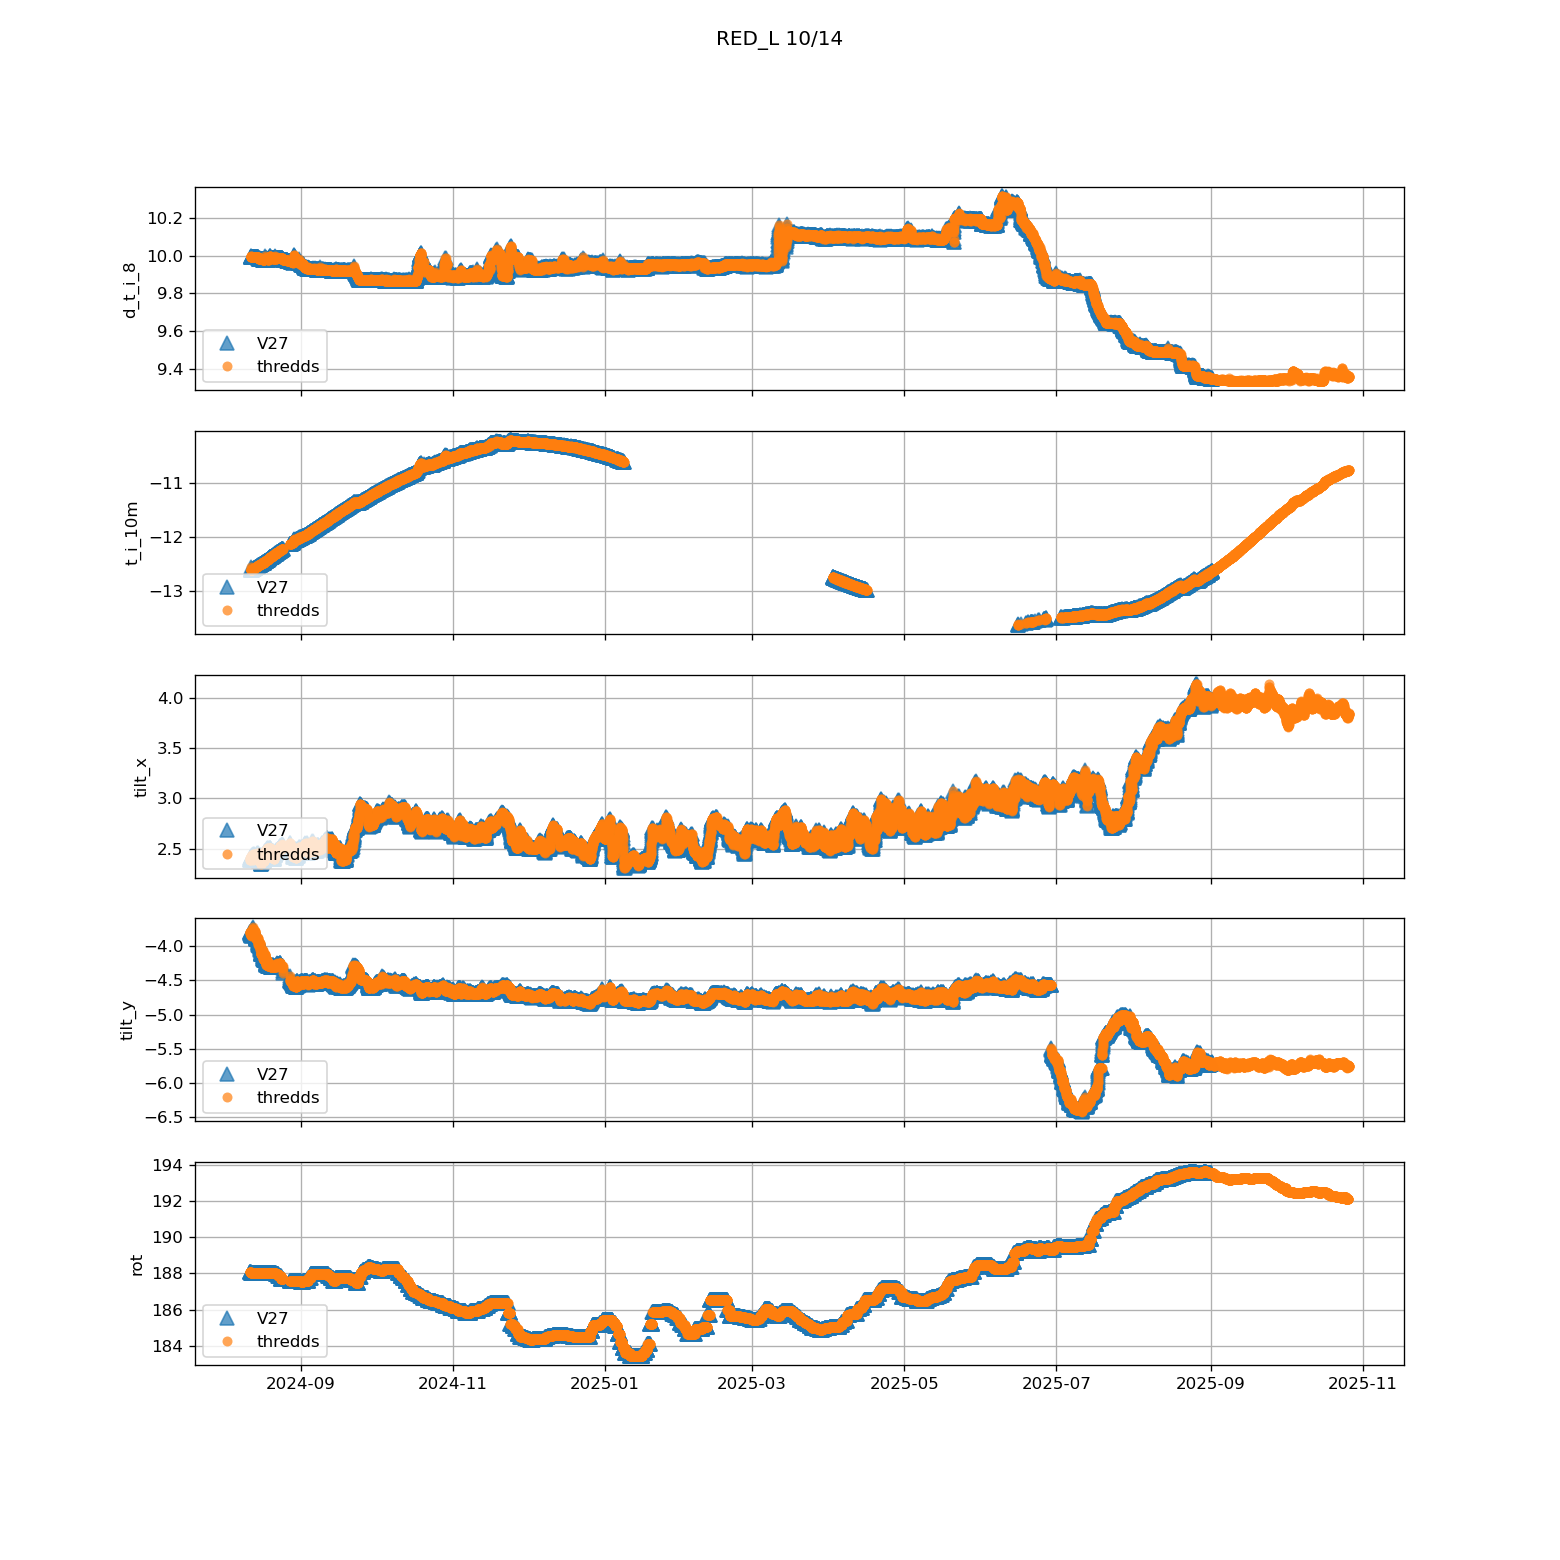 RED_L 10/14
d_t_i_8
10.2
10.0
9.8
9.6
9.4
V27
thredds
t_i_10m
−11
−12
−13
V27
thredds
tilt_x
4.0
3.5
3.0
2.5
V27
thredds
tilt_y
−4.0
−4.5
−5.0
−5.5
−6.0
−6.5
V27
thredds
rot
194
192
190
188
186
184
V27
thredds
2024-09
2024-11
2025-01
2025-03
2025-05
2025-07
2025-09
2025-11